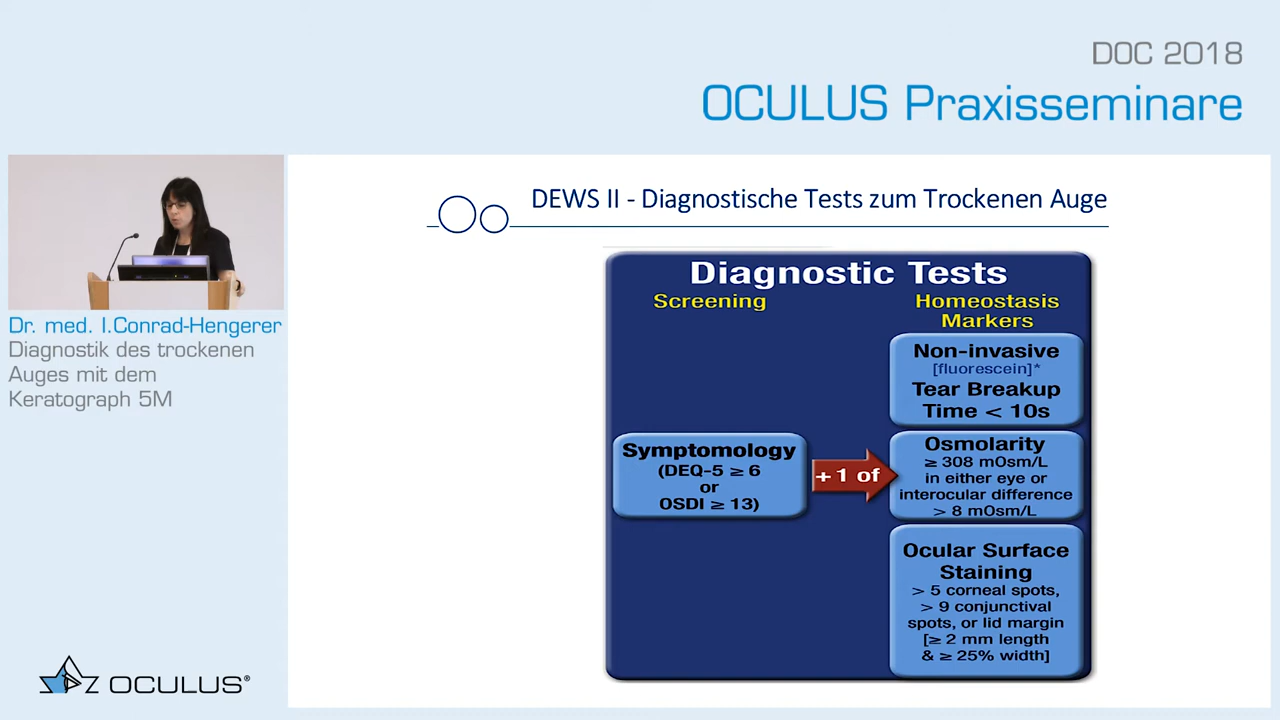 DOC 2018
OCULUS Praxisseminare
Dr. med. I.Conrad-Hengerer
Diagnostik des trockenen
Auges mit dem
Keratograph 5M
OCULUS®
DEWS II - Diagnostische Tests zum Trockenen Auge
Diagnostic Tests
Screening
Symptomology
(DEQ-5 ≥ 6
or
OSDI ≥ 13)
+ 1 of
Homeostasis
Markers
Non-invasive
[fluorescein]*
Tear Breakup
Time < 10s
Osmolarity
≥ 308 mOsm/L
in either eye or
interocular difference
> 8 mOsm/L
Ocular Surface
Staining
> 5 corneal spots,
> 9 conjunctival
spots, or lid margin
[≥ 2 mm length
& ≥ 25% width]